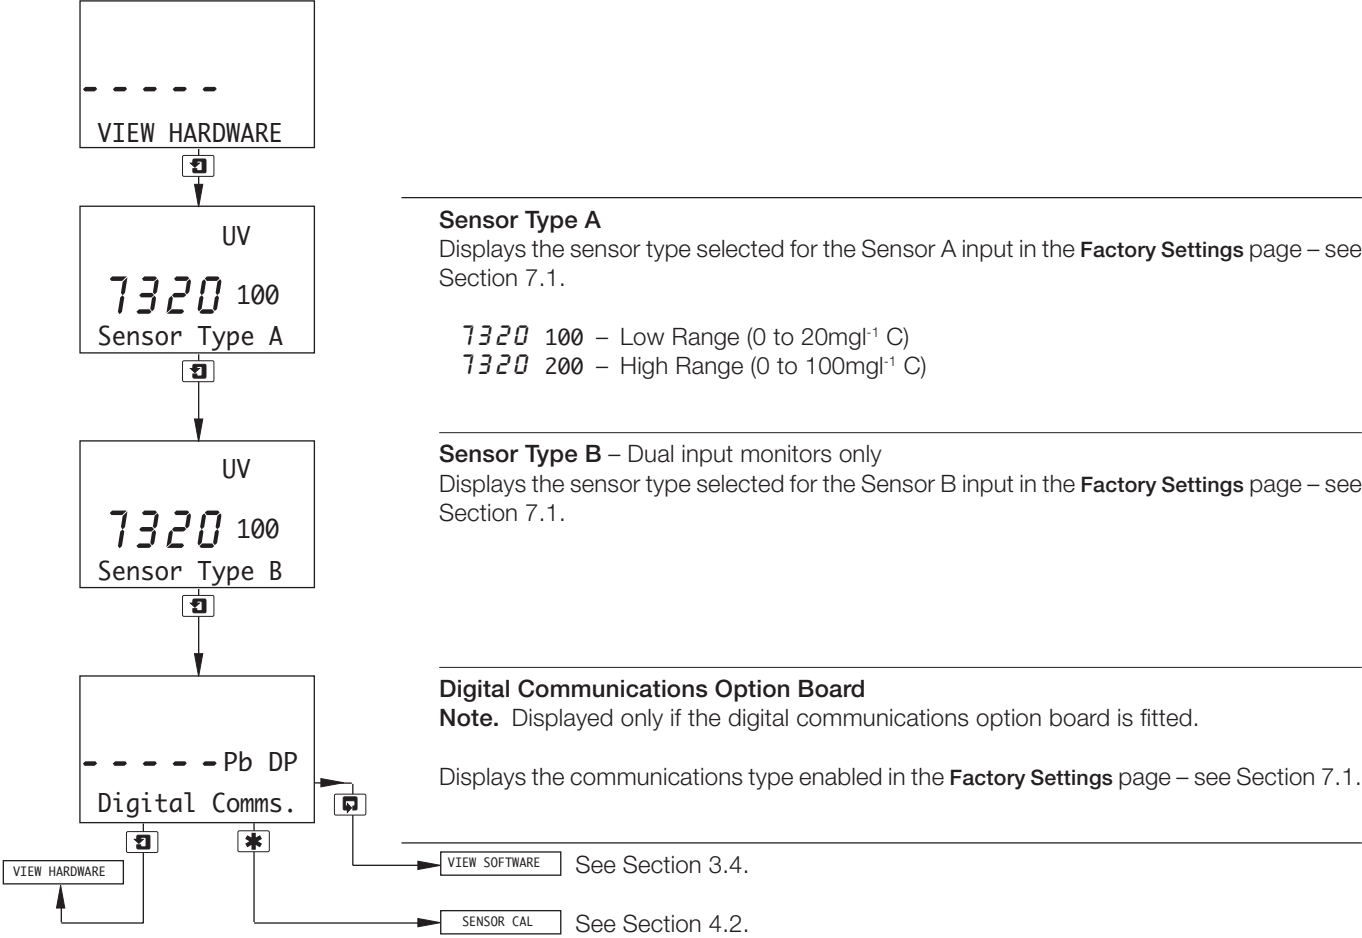 VIEW HARDWARE
UV
7320 100
Sensor Type A
Sensor Type A
Displays the sensor type selected for the Sensor A input in the Factory Settings page – see
Section 7.1.
7320 100 – Low Range (0 to 20mgl⁻¹ C)
7320 200 – High Range (0 to 100mgl⁻¹ C)
UV
7320 100
Sensor Type B
Sensor Type B – Dual input monitors only
Displays the sensor type selected for the Sensor B input in the Factory Settings page – see
Section 7.1.
- - - - - Pb DP
Digital Comms.
Digital Communications Option Board
Note. Displayed only if the digital communications option board is fitted.
Displays the communications type enabled in the Factory Settings page – see Section 7.1.
VIEW HARDWARE
VIEW SOFTWARE See Section 3.4.
SENSOR CAL See Section 4.2.